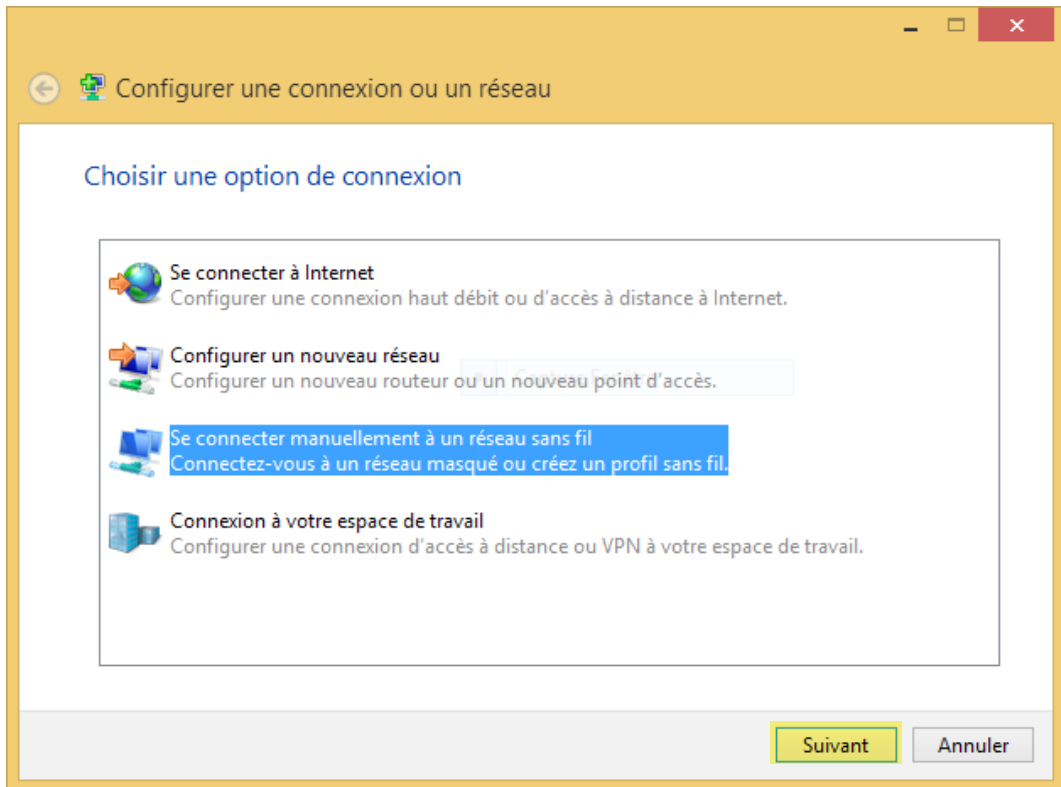 Configurer une connexion ou un réseau
Choisir une option de connexion
Se connecter à Internet
Configurer une connexion haut débit ou d'accès à distance à Internet.
Configurer un nouveau réseau
Configurer un nouveau routeur ou un nouveau point d'accès.
Se connecter manuellement à un réseau sans fil
Connectez-vous à un réseau masqué ou créez un profil sans fil.
Connexion à votre espace de travail
Configurer une connexion d'accès à distance ou VPN à votre espace de travail.
Suivant
Annuler